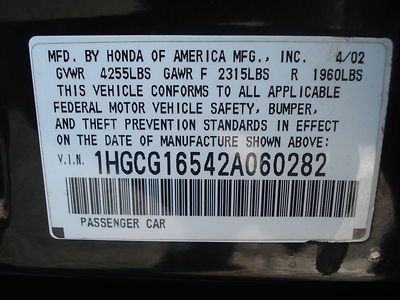 MFD. BY HONDA OF AMERICA MFG., INC. 4/02
GVWR 4255LBS GAWR F 2315LBS R 1960LBS
THIS VEHICLE CONFORMS TO ALL APPLICABLE
FEDERAL MOTOR VEHICLE SAFETY, BUMPER,
AND THEFT PREVENTION STANDARDS IN EFFECT
ON THE DATE OF MANUFACTURE SHOWN ABOVE:
V.I.N. 1HGCG16542A060282
PASSENGER CAR